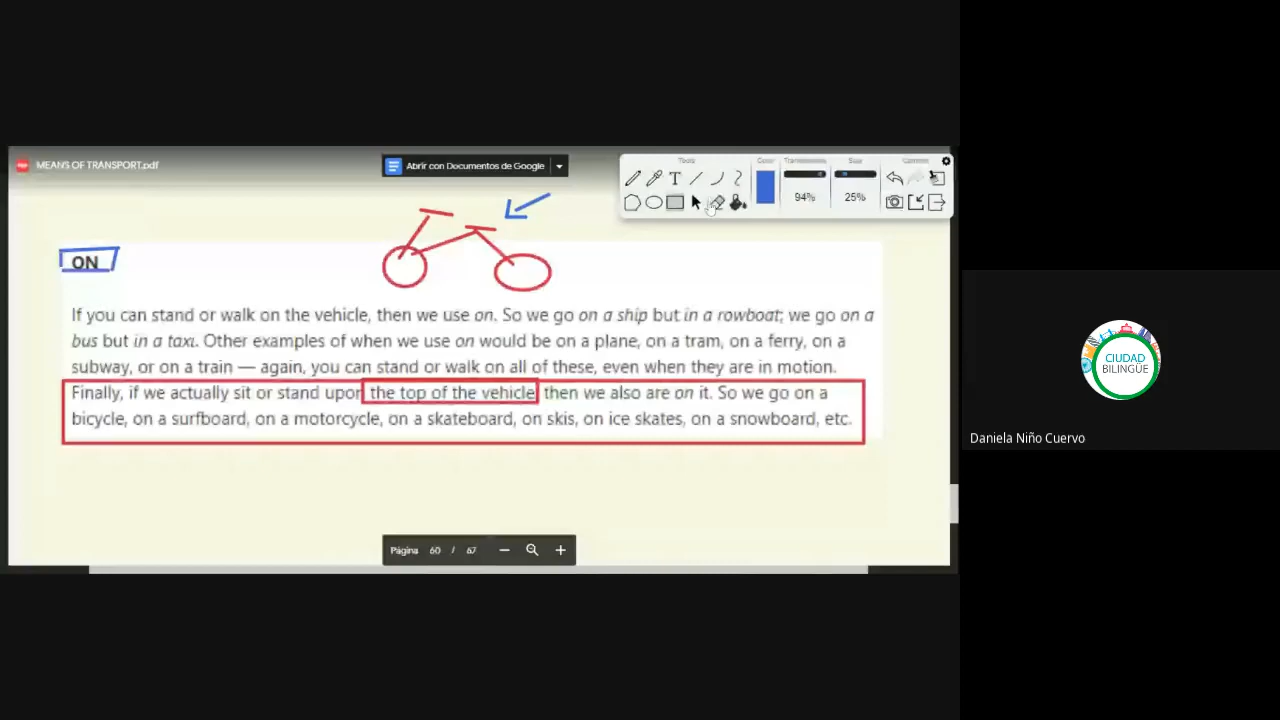 MEANS OF TRANSPORT.pdf
Abrir con Documentos de Google
Tools
Color
Size
94%
25%
ON
If you can stand or walk on the vehicle, then we use on. So we go on a ship but in a rowboat; we go on a
bus but in a taxi. Other examples of when we use on would be on a plane, on a tram, on a ferry, on a
subway, or on a train — again, you can stand or walk on all of these, even when they are in motion.
Finally, if we actually sit or stand upon the top of the vehicle, then we also are on it. So we go on a
bicycle, on a surfboard, on a motorcycle, on a skateboard, on skis, on ice skates, on a snowboard, etc.
Página 60 / 67
CIUDAD
BILINGÜE
Daniela Niño Cuervo